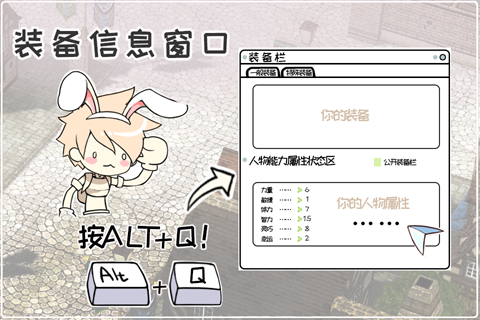 装备信息窗口
装备栏
一般装备 特殊装备
你的装备
人物能力属性状态区 公开装备栏
力量 ······ 6
敏捷 ······ 1
体力 ······ 7
智力 ······ 15
灵巧 ······ 8
幸运 ······ 2
你的人物属性
······
按ALT+Q!
Alt + Q